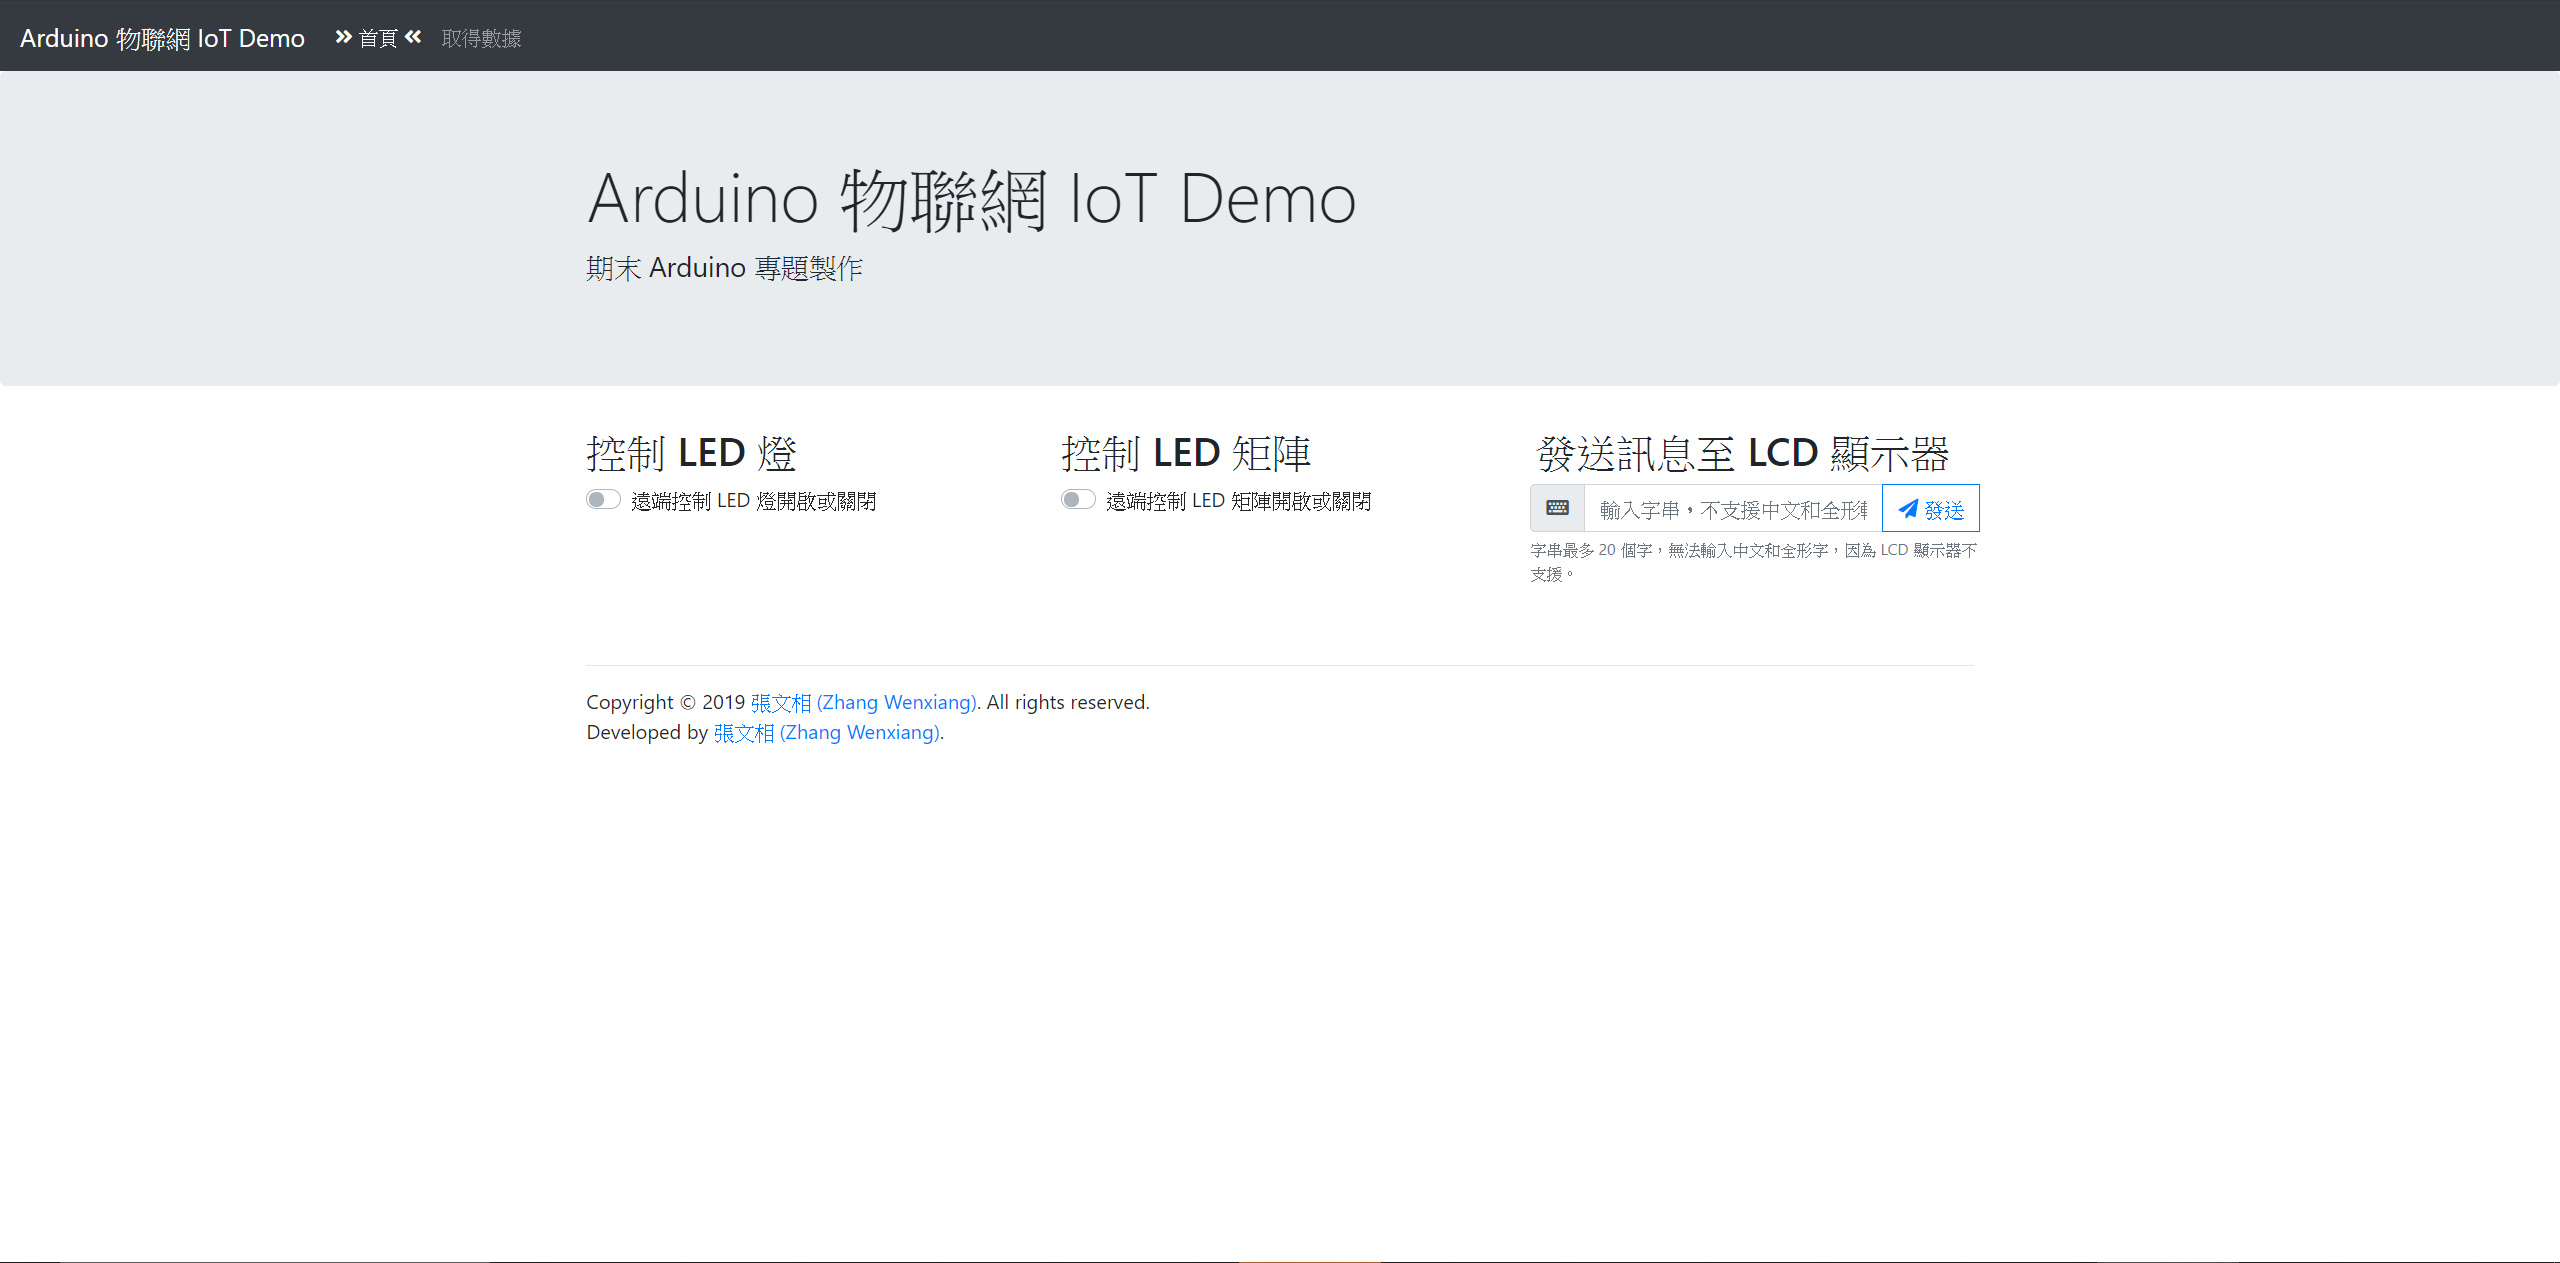 Arduino 物聯網 IoT Demo 首頁 取得數據
Arduino 物聯網 IoT Demo
期末 Arduino 專題製作
控制 LED 燈
遠端控制 LED 燈開啟或關閉
控制 LED 矩陣
遠端控制 LED 矩陣開啟或關閉
發送訊息至 LCD 顯示器
輸入字串，不支援中文和全形 發送
字串最多 20 個字，無法輸入中文和全形字，因為 LCD 顯示器不
支援。
Copyright © 2019 張文相 (Zhang Wenxiang). All rights reserved.
Developed by 張文相 (Zhang Wenxiang).